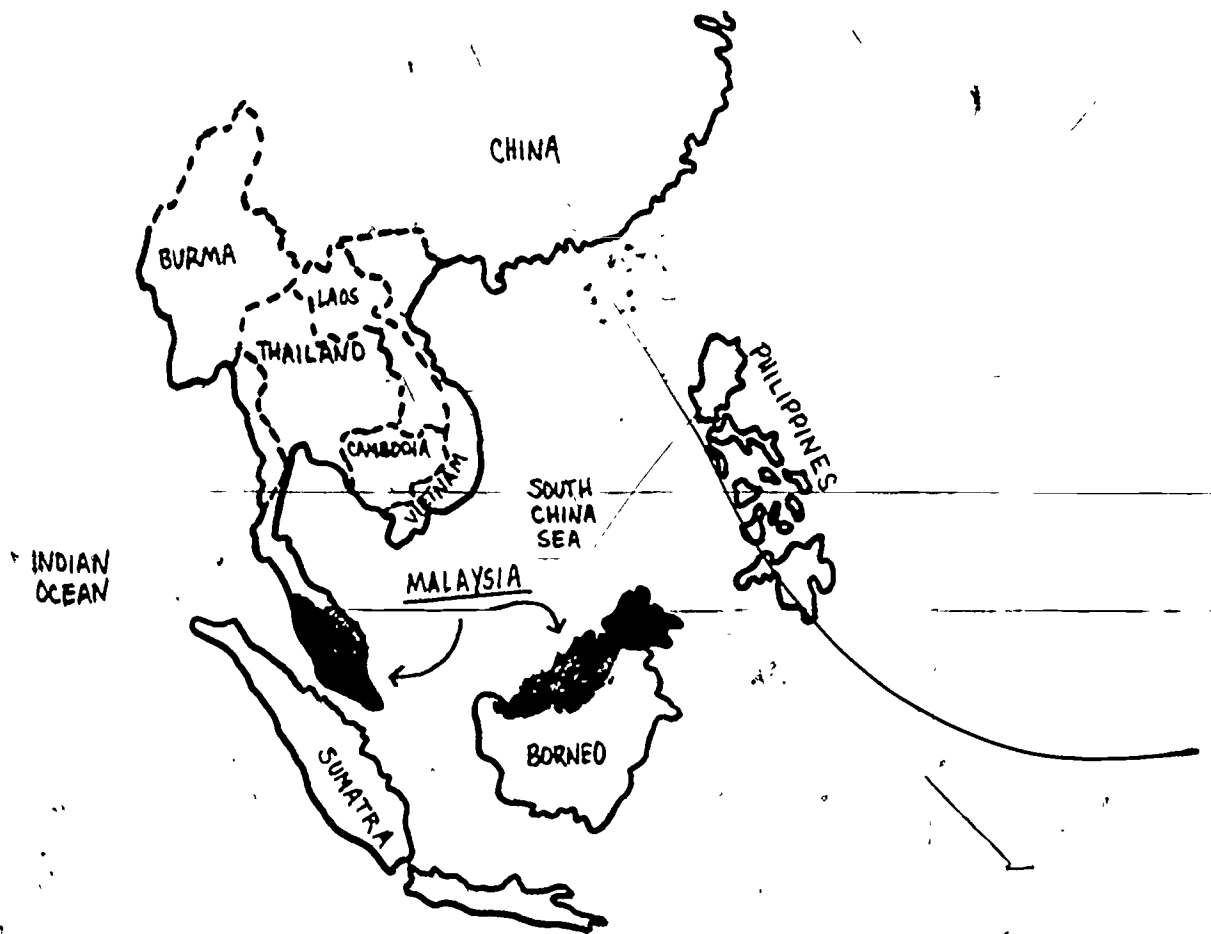 CHINA
BURMA
LAOS
THAILAND
PHILIPPINES
CAMBODIA
VIETNAM
SOUTH
CHINA
SEA
INDIAN
OCEAN
MALAYSIA
BORNEO
SUMATRA